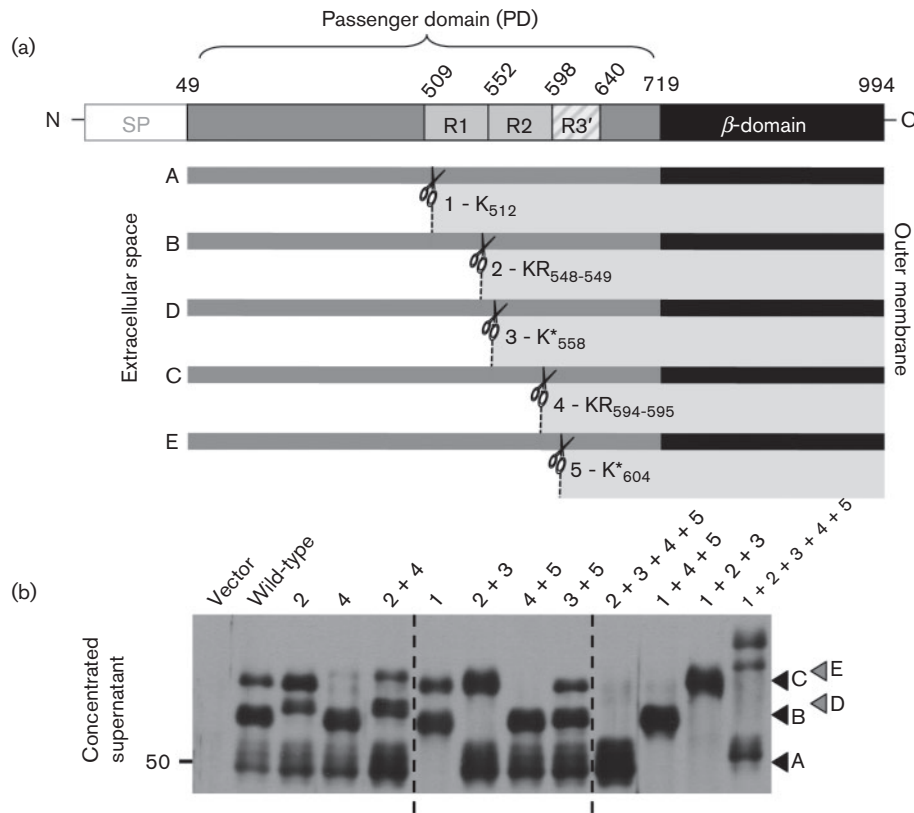 (a)
Passenger domain (PD)
49 509 552 598 640 719 994
N SP R1 R2 R3′ β-domain C
Extracellular space
Outer membrane
A
1 - K512
B
2 - KR548-549
D
3 - K*558
C
4 - KR594-595
E
5 - K*604
(b)
Vector Wild-type 2 4 2 + 4 1 2 + 3 4 + 5 3 + 5 2 + 3 + 4 + 5 1 + 4 + 5 1 + 2 + 3 1 + 2 + 3 + 4 + 5
Concentrated
supernatant
50
E
C
D
B
A